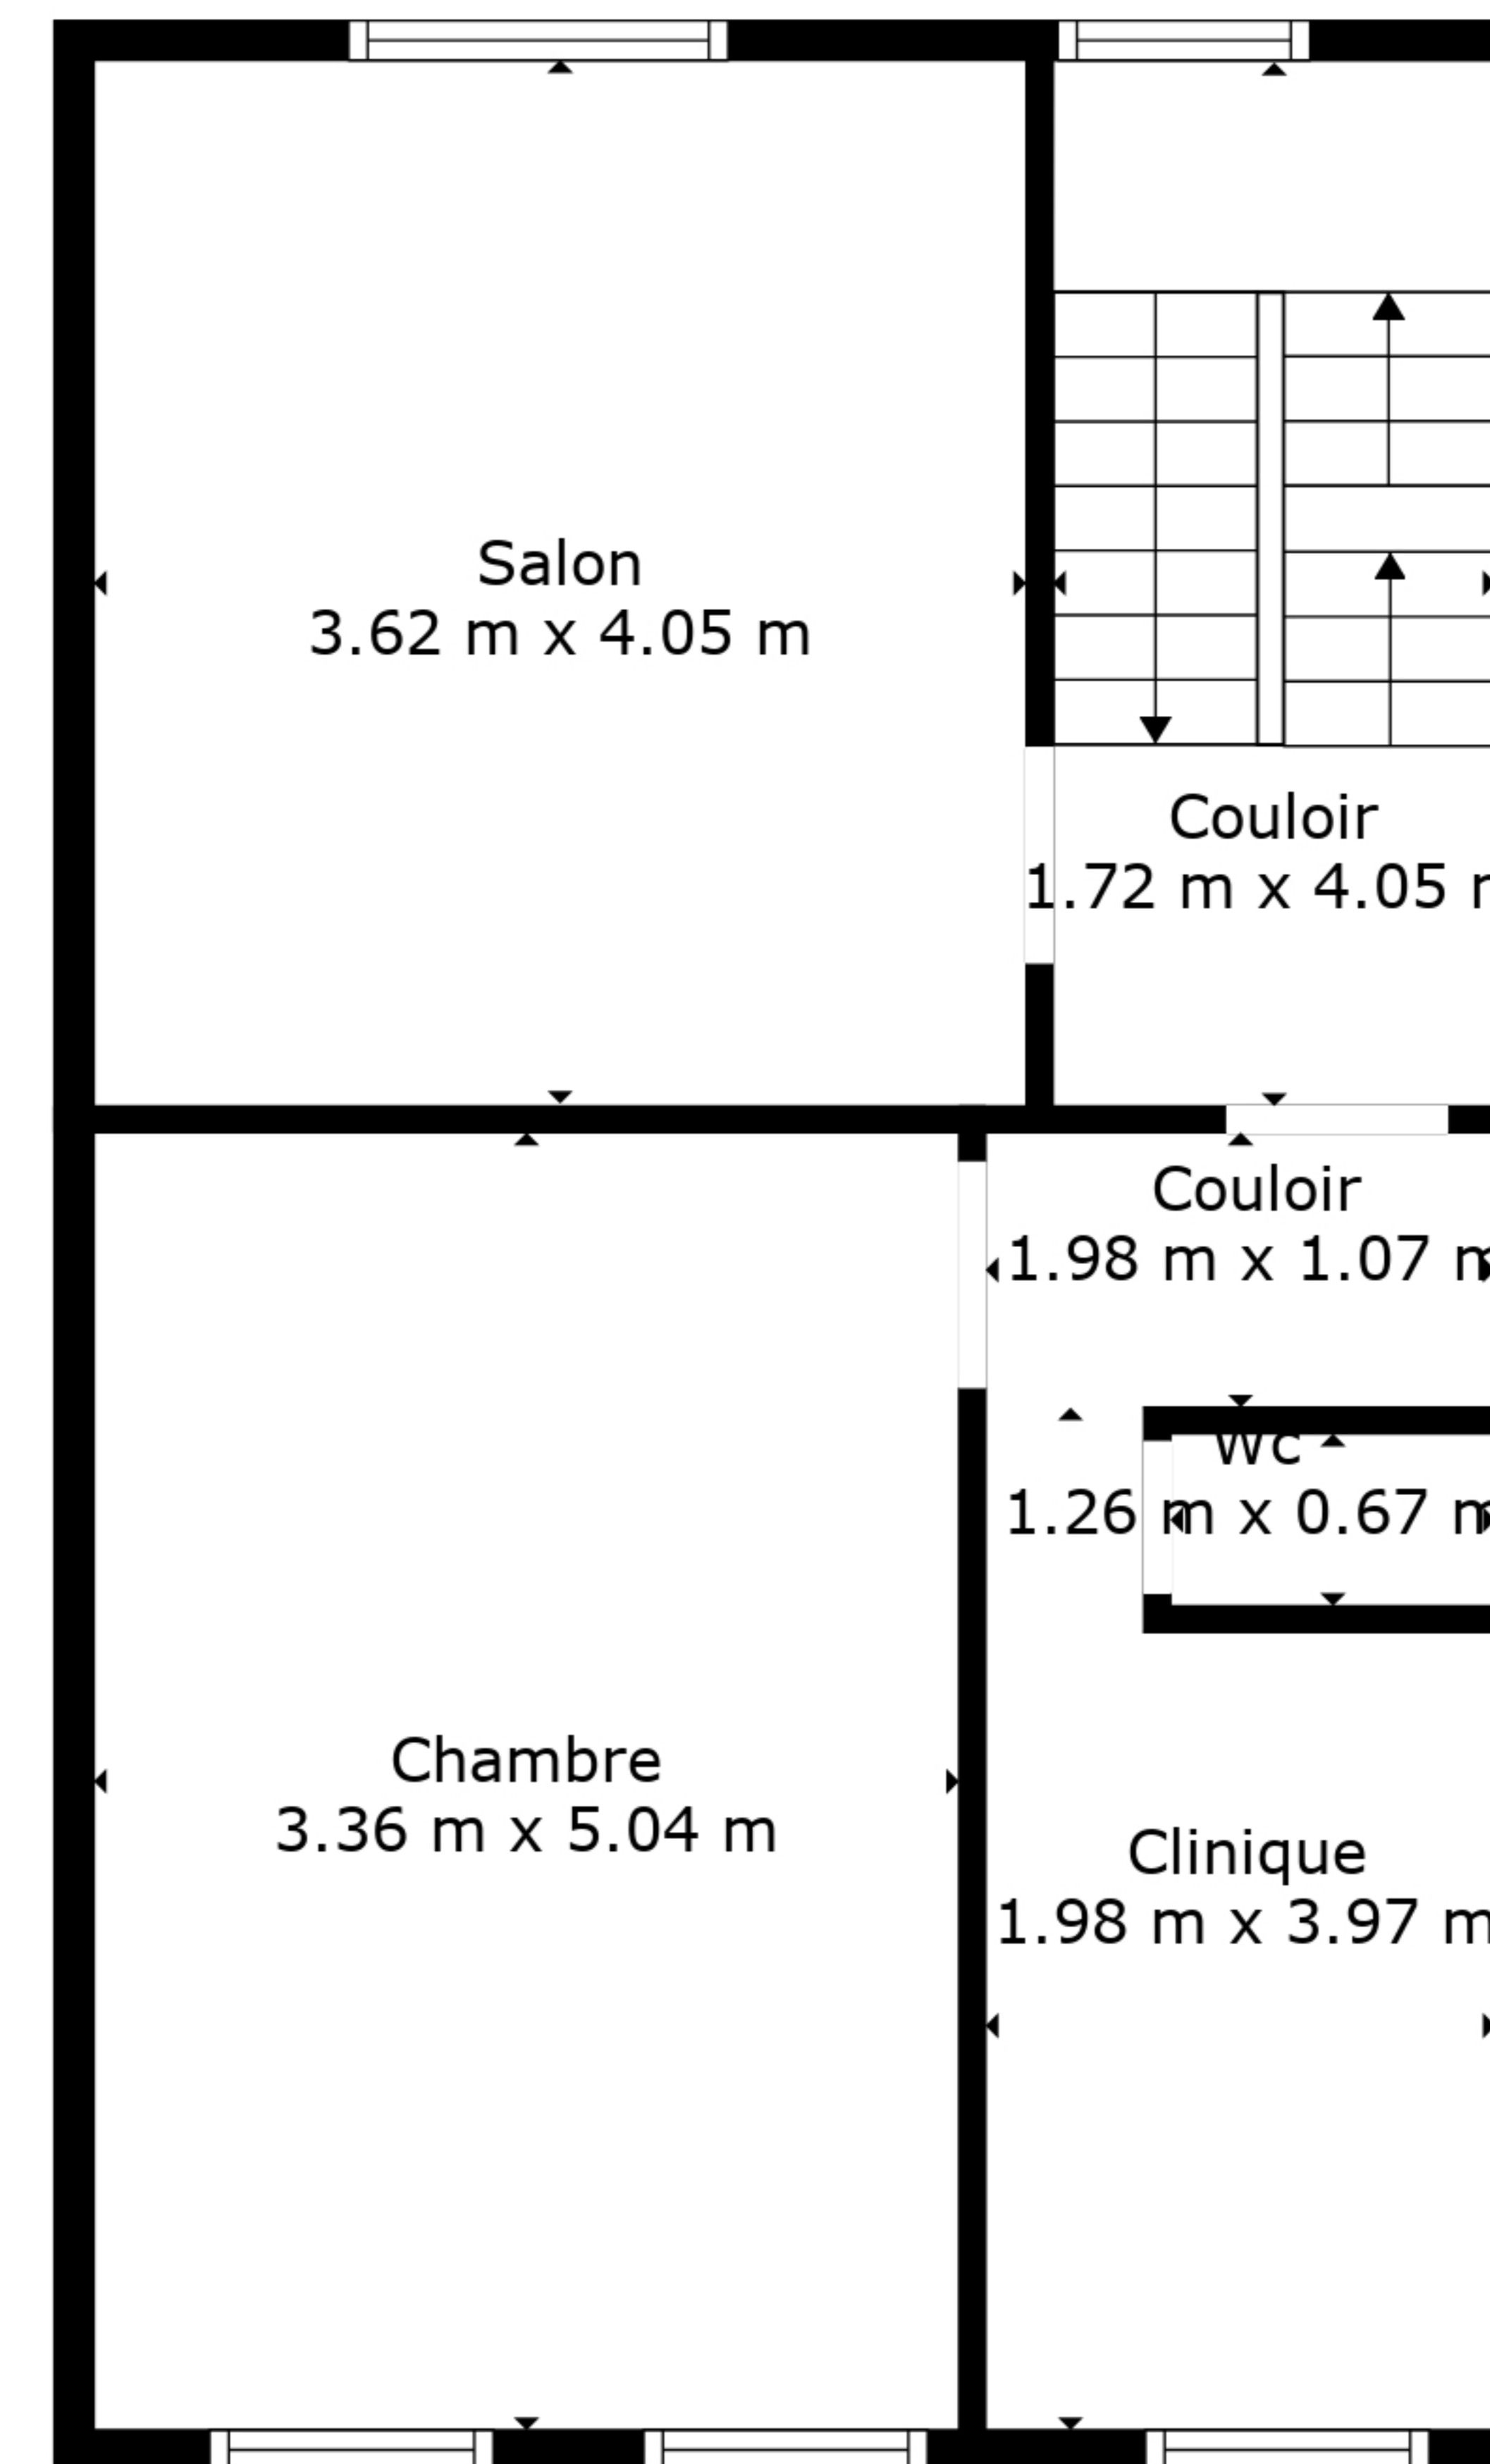 Salon
3.62 m x 4.05 m
Couloir
1.72 m x 4.05
Couloir
1.98 m x 1.07 m
Wc
1.26 m x 0.67 m
Chambre
3.36 m x 5.04 m
Clinique
1.98 m x 3.97 m